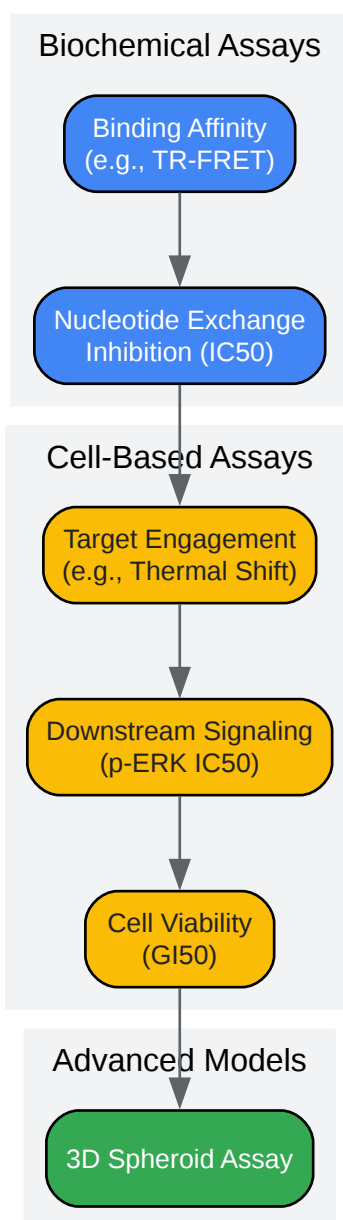 Biochemical Assays
Binding Affinity
(e.g., TR-FRET)
Nucleotide Exchange
Inhibition (IC50)
Cell-Based Assays
Target Engagement
(e.g., Thermal Shift)
Downstream Signaling
(p-ERK IC50)
Cell Viability
(GI50)
Advanced Models
3D Spheroid Assay